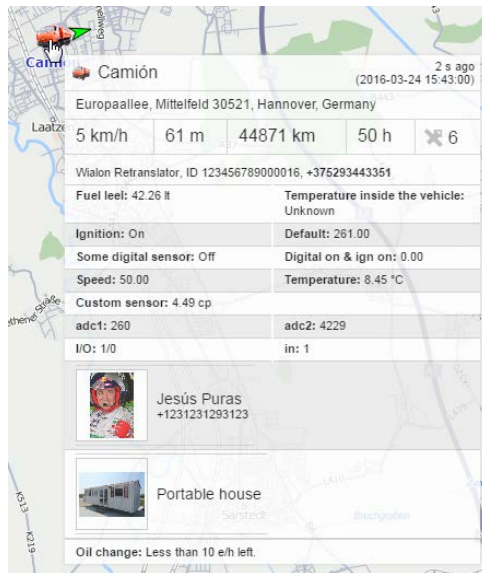 Camión
2 s ago
(2016-03-24 15:43:00)
Europaallee, Mittelfeld 30521, Hannover, Germany
5 km/h 61 m 44871 km 50 h 6
Wialon Retranslator, ID 123456789000016, +375293443351
Fuel leel: 42.26 lt
Temperature inside the vehicle: Unknown
Ignition: On
Default: 261.00
Some digital sensor: Off
Digital on & ign on: 0.00
Speed: 50.00
Temperature: 8.45 °C
Custom sensor: 4.49 cp
adc1: 260
adc2: 4229
I/O: 1/0
in: 1
Jesús Puras
+1231231293123
Portable house
Sarstedt
Bruchgraben
Oil change: Less than 10 e/h left.
Laatze
K513
K219